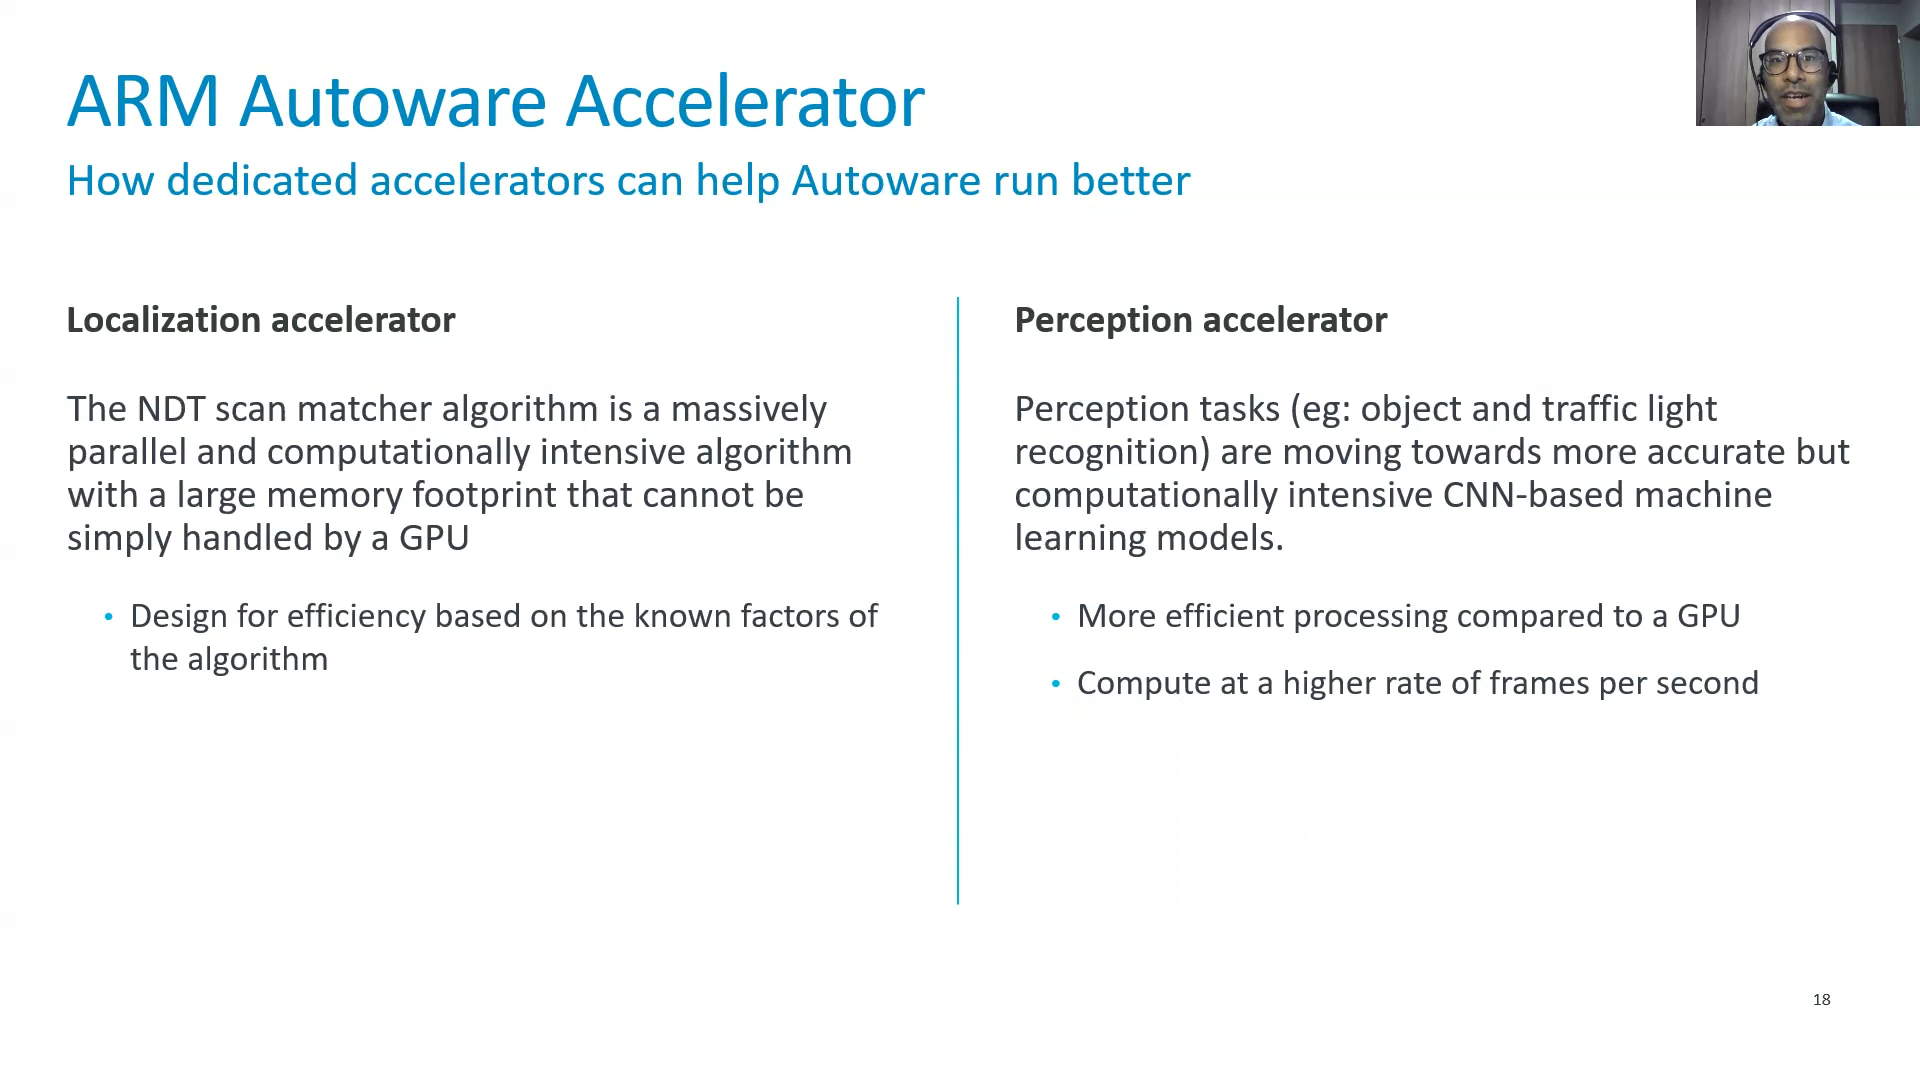 ARM Autoware Accelerator
How dedicated accelerators can help Autoware run better
Localization accelerator
The NDT scan matcher algorithm is a massively
parallel and computationally intensive algorithm
with a large memory footprint that cannot be
simply handled by a GPU
• Design for efficiency based on the known factors of
the algorithm
Perception accelerator
Perception tasks (eg: object and traffic light
recognition) are moving towards more accurate but
computationally intensive CNN-based machine
learning models.
• More efficient processing compared to a GPU
• Compute at a higher rate of frames per second
18